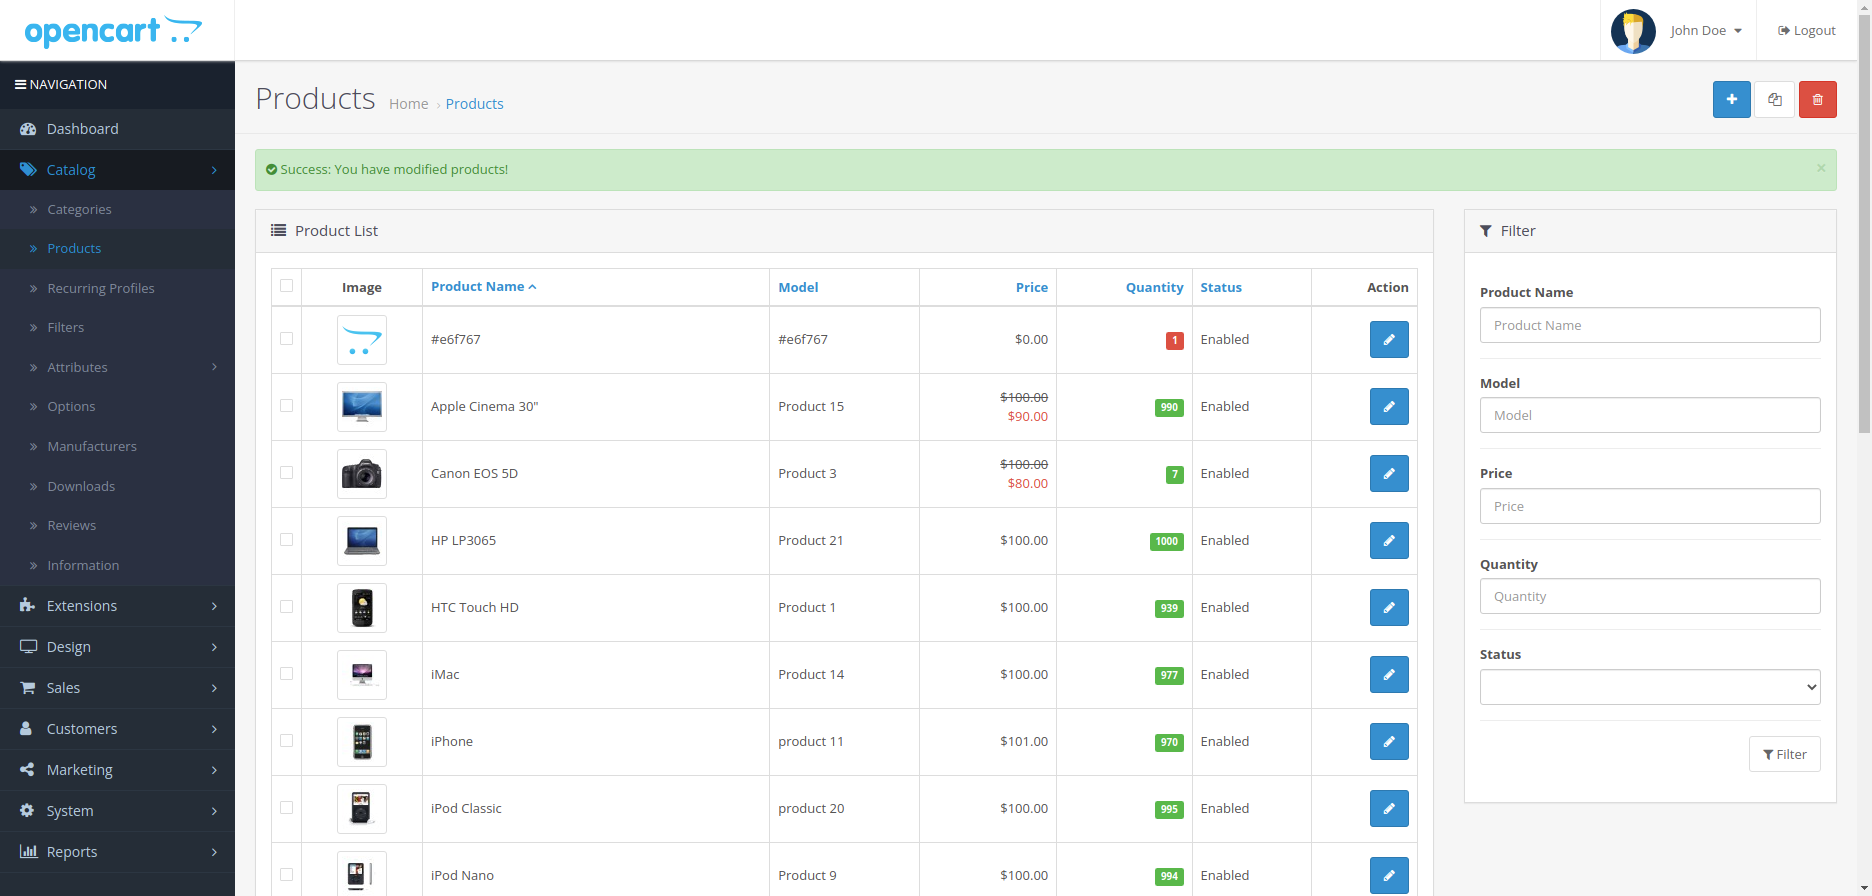 opencart
John Doe
Logout
NAVIGATION
Dashboard
Catalog
Categories
Products
Recurring Profiles
Filters
Attributes
Options
Manufacturers
Downloads
Reviews
Information
Extensions
Design
Sales
Customers
Marketing
System
Reports
Products Home › Products
Success: You have modified products! ×
Product List
Image Product Name Model Price Quantity Status Action
#e6f767 #e6f767 $0.00 1 Enabled
Apple Cinema 30" Product 15 $100.00 $90.00 990 Enabled
Canon EOS 5D Product 3 $100.00 $80.00 7 Enabled
HP LP3065 Product 21 $100.00 1000 Enabled
HTC Touch HD Product 1 $100.00 939 Enabled
iMac Product 14 $100.00 977 Enabled
iPhone product 11 $101.00 970 Enabled
iPod Classic product 20 $100.00 995 Enabled
iPod Nano Product 9 $100.00 994 Enabled
Filter
Product Name
Product Name
Model
Model
Price
Price
Quantity
Quantity
Status
Filter